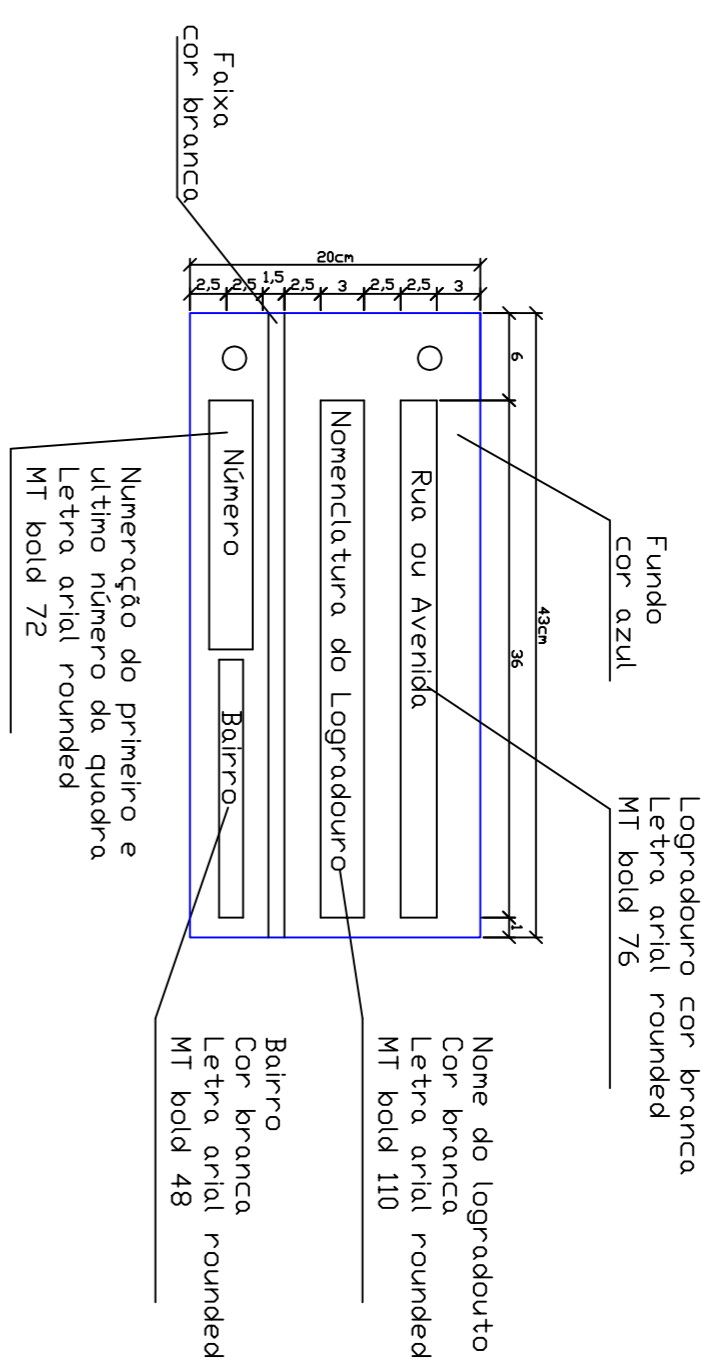 Fundo
cor azul
Logradouro cor branca
Letra arial rounded
MT bold 76
43cm
6
36
1
20cm
3
2,5
2,5
3
2,5
1,5
2,5
2,5
Rua ou Avenida
Nomenclatura do Logradouro
Número
Bairro
Faixa
cor branca
Nome do logradouto
Cor branca
Letra arial rounded
MT bold 110
Bairro
Cor branca
Letra arial rounded
MT bold 48
Numeração do primeiro e
ultimo número da quadra
Letra arial rounded
MT bold 72